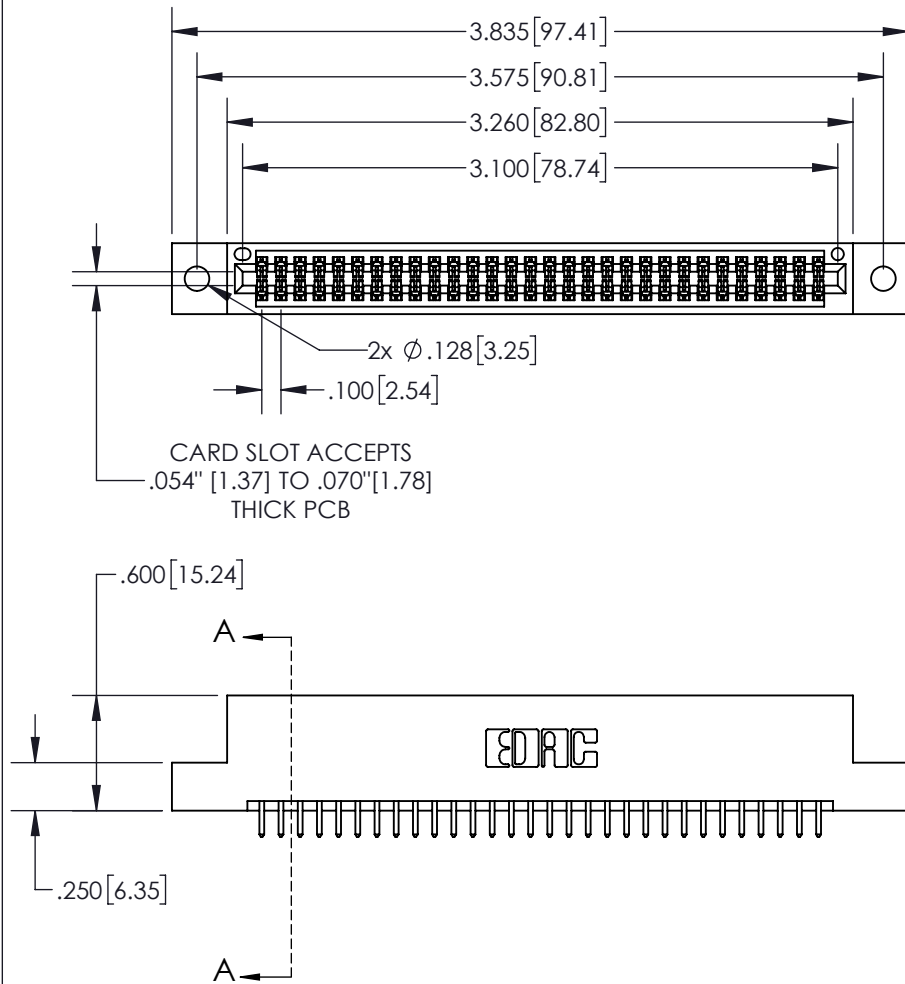 3.835[97.41]
3.575[90.81]
3.260[82.80]
3.100[78.74]
2x Ø.128[3.25]
.100[2.54]
CARD SLOT ACCEPTS
.054" [1.37] TO .070"[1.78]
THICK PCB
.600[15.24]
A
EDAC
.250[6.35]
A